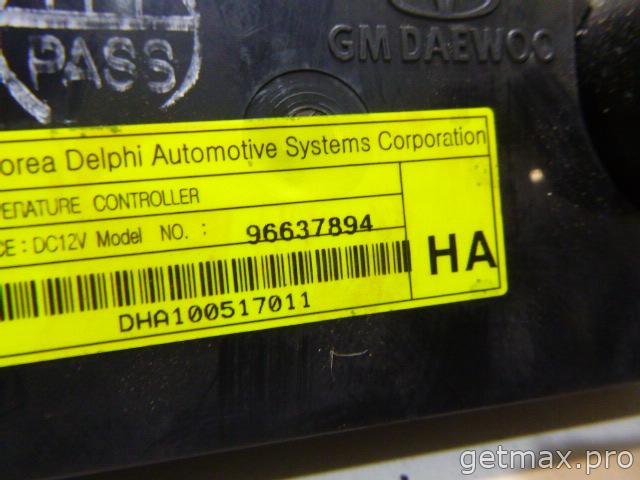 PASS
GM DAEWOO
orea Delphi Automotive Systems Corporation
PERATURE CONTROLLER
CE : DC12V Model NO. : 96637894
HA
DHA100517011
getmax.pro